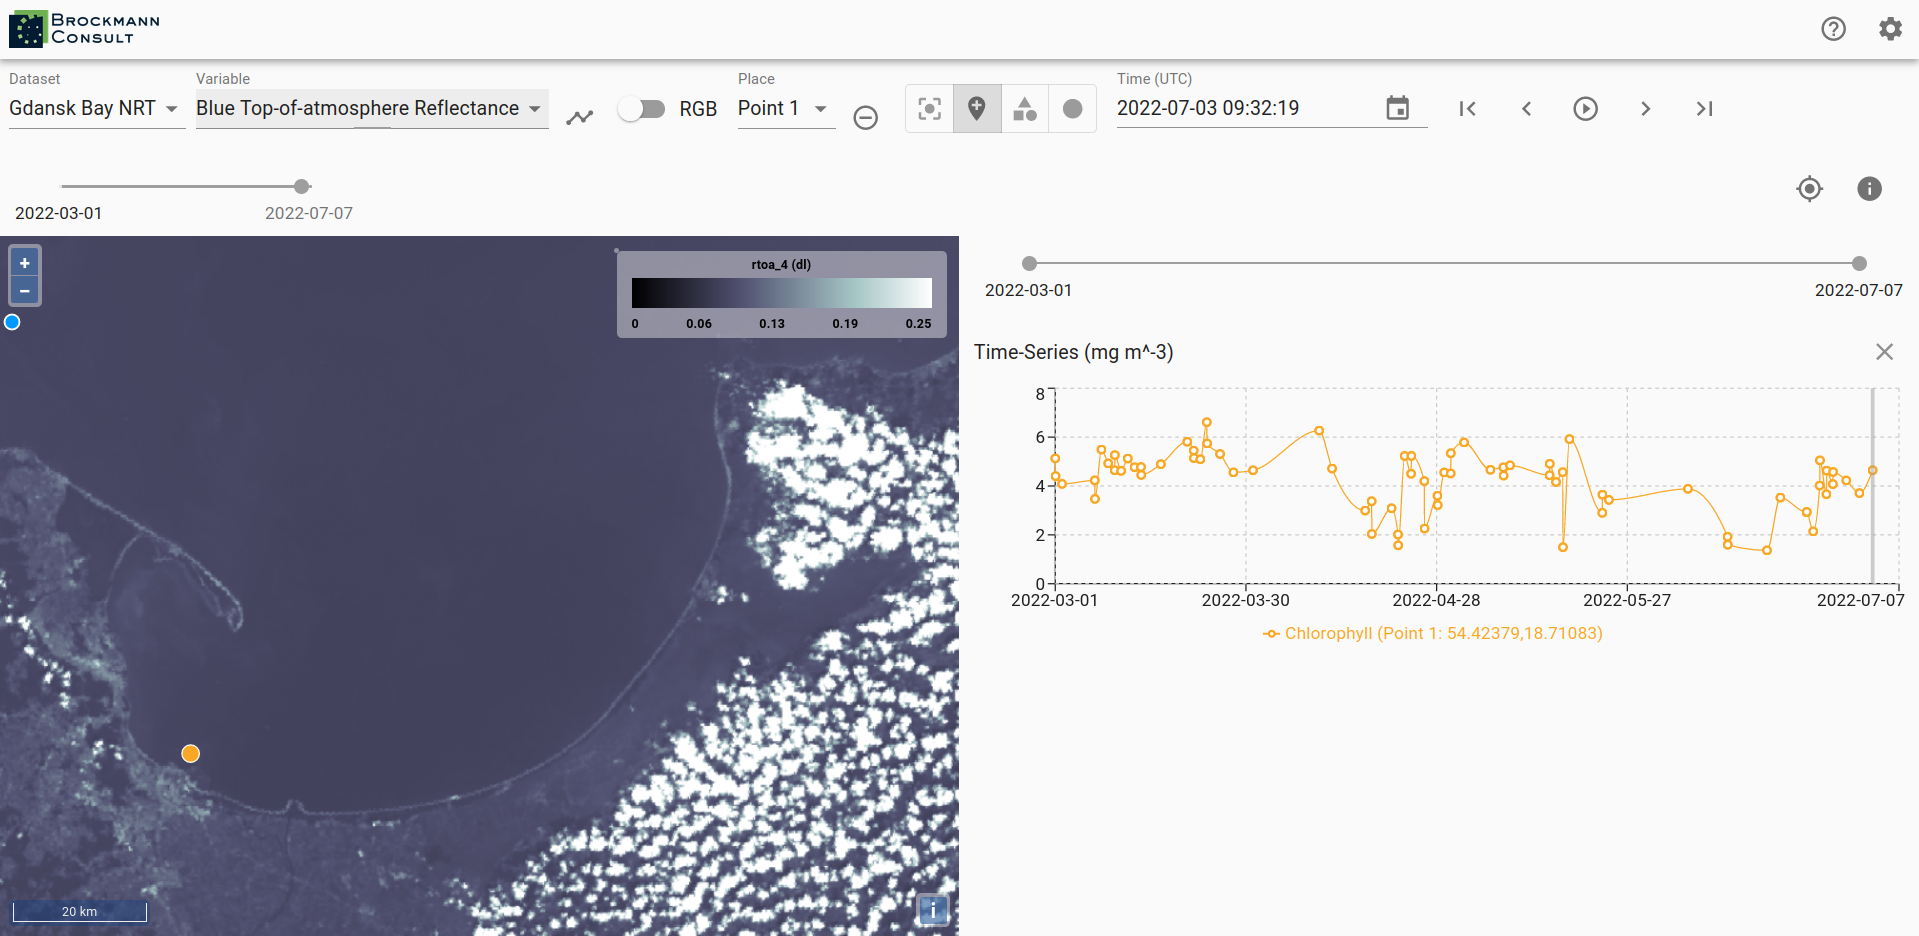 BROCKMANN
CONSULT
Dataset
Gdansk Bay NRT
Variable
Blue Top-of-atmosphere Reflectance
RGB
Place
Point 1
Time (UTC)
2022-07-03 09:32:19
2022-03-01
2022-07-07
+
−
rtoa_4 (dl)
0 0.06 0.13 0.19 0.25
20 km
i
2022-03-01
2022-07-07
Time-Series (mg m^-3)
8
6
4
2
0
2022-03-01 2022-03-30 2022-04-28 2022-05-27 2022-07-07
Chlorophyll (Point 1: 54.42379,18.71083)